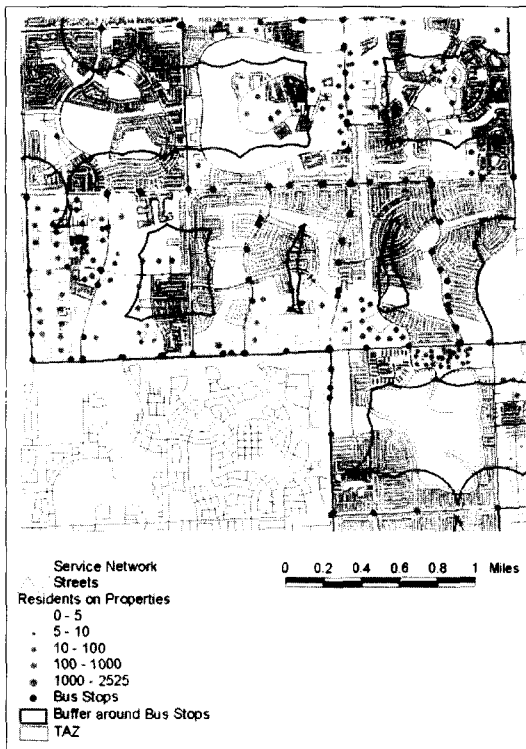 Service Network
Streets
Residents on Properties
0 - 5
5 - 10
10 - 100
100 - 1000
1000 - 2525
Bus Stops
Buffer around Bus Stops
TAZ
0 0.2 0.4 0.6 0.8 1 Miles